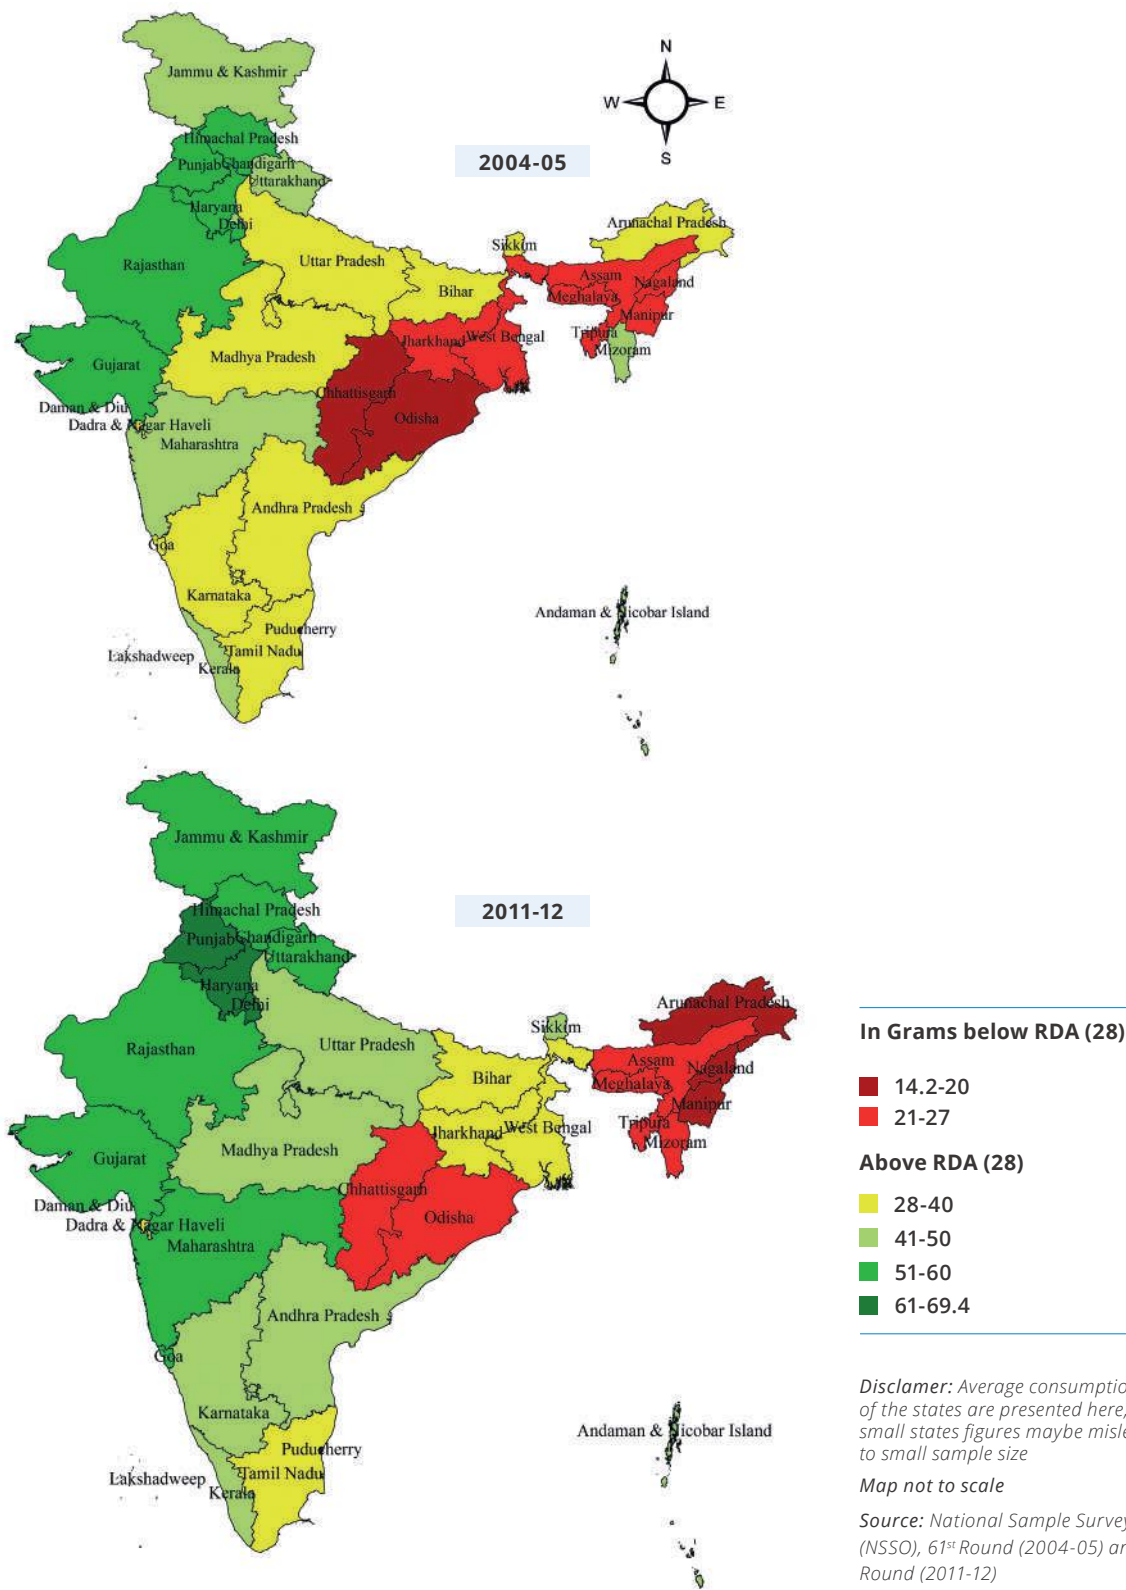 Jammu & Kashmir
N
W E
S
2004-05
Himachal Pradesh
Punjab Chandigarh
Uttarakhand
Haryana
Delhi
Rajasthan
Uttar Pradesh
Bihar
Sikkim
Arunachal Pradesh
Assam
Nagaland
Meghalaya
Manipur
Tripura
Mizoram
Jharkhand West Bengal
Gujarat
Madhya Pradesh
Chhattisgarh
Odisha
Daman & Diu
Dadra & Nagar Haveli
Maharashtra
Andhra Pradesh
Goa
Karnataka
Puducherry
Tamil Nadu
Lakshadweep
Kerala
Andaman & Nicobar Island
Jammu & Kashmir
2011-12
Himachal Pradesh
Punjab Chandigarh
Uttarakhand
Haryana
Delhi
Rajasthan
Uttar Pradesh
Bihar
Sikkim
Arunachal Pradesh
Assam
Nagaland
Meghalaya
Manipur
Tripura
Mizoram
Jharkhand West Bengal
Gujarat
Madhya Pradesh
Chhattisgarh
Odisha
Daman & Diu
Dadra & Nagar Haveli
Maharashtra
Andhra Pradesh
Goa
Karnataka
Puducherry
Tamil Nadu
Lakshadweep
Kerala
Andaman & Nicobar Island
In Grams below RDA (28)
14.2-20
21-27
Above RDA (28)
28-40
41-50
51-60
61-69.4
Disclamer: Average consumptio
of the states are presented here,
small states figures maybe misle
to small sample size
Map not to scale
Source: National Sample Survey
(NSSO), 61st Round (2004-05) ar
Round (2011-12)